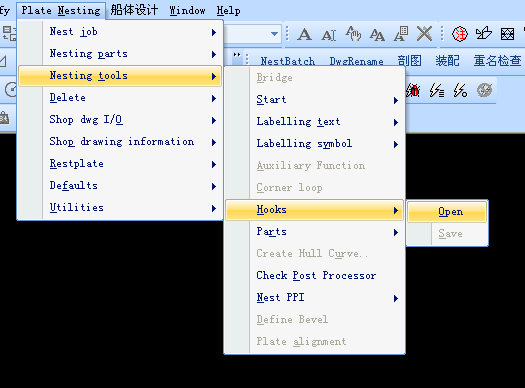 fy Plate Nesting 船体设计 Window Help
NestBatch DwgRename 剖图 装配 重名检查
Nest job
Nesting parts
Nesting tools
Delete
Shop dwg I/O
Shop drawing information
Restplate
Defaults
Utilities
Bridge
Start
Labelling text
Labelling symbol
Auxiliary Function
Corner loop
Hooks
Parts
Create Hull Curve..
Check Post Processor
Nest PPI
Define Bevel
Plate alignment
Open
Save